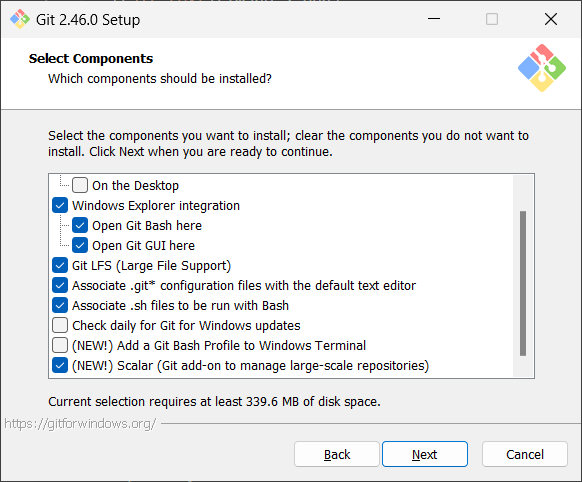 Git 2.46.0 Setup
Select Components
Which components should be installed?
Select the components you want to install; clear the components you do not want to
install. Click Next when you are ready to continue.
On the Desktop
Windows Explorer integration
Open Git Bash here
Open Git GUI here
Git LFS (Large File Support)
Associate .git* configuration files with the default text editor
Associate .sh files to be run with Bash
Check daily for Git for Windows updates
(NEW!) Add a Git Bash Profile to Windows Terminal
(NEW!) Scalar (Git add-on to manage large-scale repositories)
Current selection requires at least 339.6 MB of disk space.
https://gitforwindows.org/
Back Next Cancel